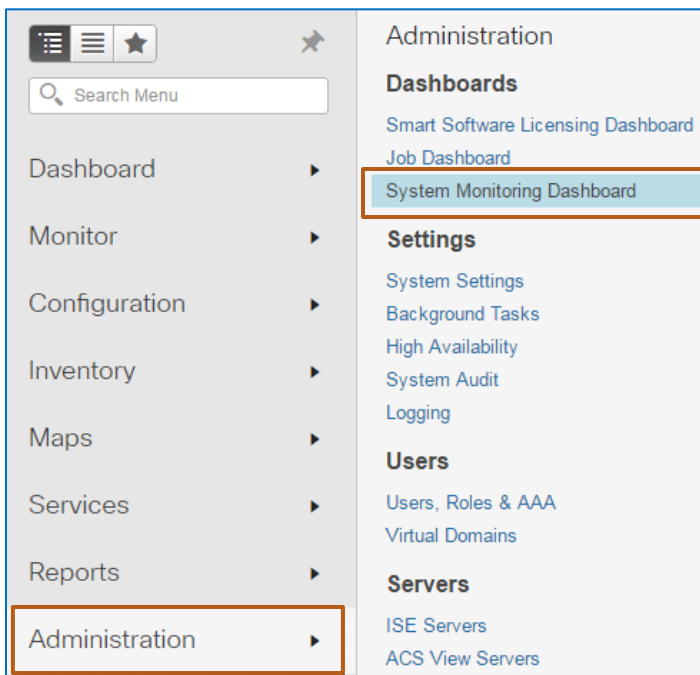 Search Menu
Dashboard
Monitor
Configuration
Inventory
Maps
Services
Reports
Administration
Administration
Dashboards
Smart Software Licensing Dashboard
Job Dashboard
System Monitoring Dashboard
Settings
System Settings
Background Tasks
High Availability
System Audit
Logging
Users
Users, Roles & AAA
Virtual Domains
Servers
ISE Servers
ACS View Servers